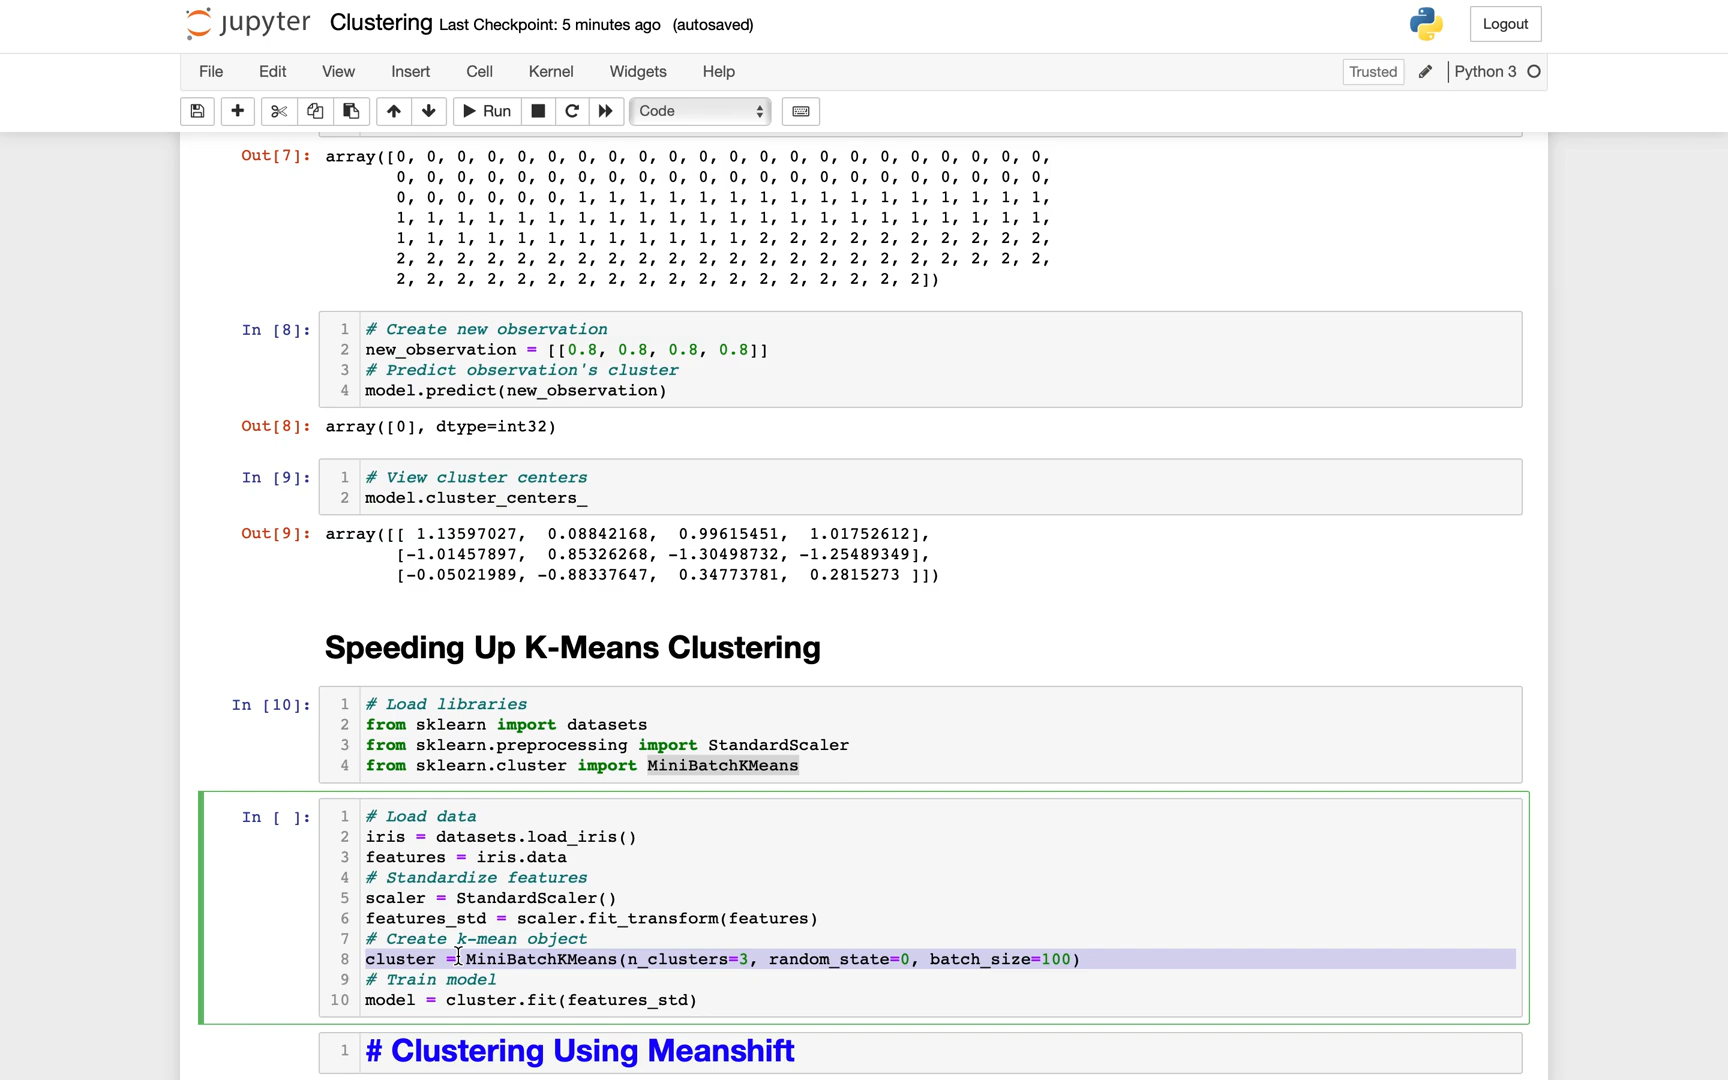 jupyter Clustering Last Checkpoint: 5 minutes ago (autosaved) Logout
File Edit View Insert Cell Kernel Widgets Help Trusted Python 3
Run Code
Out[7]: array([0, 0, 0, 0, 0, 0, 0, 0, 0, 0, 0, 0, 0, 0, 0, 0, 0, 0, 0, 0, 0, 0,
0, 0, 0, 0, 0, 0, 0, 0, 0, 0, 0, 0, 0, 0, 0, 0, 0, 0, 0, 0, 0, 0,
0, 0, 0, 0, 0, 0, 1, 1, 1, 1, 1, 1, 1, 1, 1, 1, 1, 1, 1, 1, 1, 1,
1, 1, 1, 1, 1, 1, 1, 1, 1, 1, 1, 1, 1, 1, 1, 1, 1, 1, 1, 1, 1, 1,
1, 1, 1, 1, 1, 1, 1, 1, 1, 1, 1, 1, 2, 2, 2, 2, 2, 2, 2, 2, 2, 2,
2, 2, 2, 2, 2, 2, 2, 2, 2, 2, 2, 2, 2, 2, 2, 2, 2, 2, 2, 2, 2, 2,
2, 2, 2, 2, 2, 2, 2, 2, 2, 2, 2, 2, 2, 2, 2, 2, 2, 2])
In [8]: 1 # Create new observation
2 new_observation = [[0.8, 0.8, 0.8, 0.8]]
3 # Predict observation's cluster
4 model.predict(new_observation)
Out[8]: array([0], dtype=int32)
In [9]: 1 # View cluster centers
2 model.cluster_centers_
Out[9]: array([[ 1.13597027, 0.08842168, 0.99615451, 1.01752612],
[-1.01457897, 0.85326268, -1.30498732, -1.25489349],
[-0.05021989, -0.88337647, 0.34773781, 0.2815273 ]])
Speeding Up K-Means Clustering
In [10]: 1 # Load libraries
2 from sklearn import datasets
3 from sklearn.preprocessing import StandardScaler
4 from sklearn.cluster import MiniBatchKMeans
In [ ]: 1 # Load data
2 iris = datasets.load_iris()
3 features = iris.data
4 # Standardize features
5 scaler = StandardScaler()
6 features_std = scaler.fit_transform(features)
7 # Create k-mean object
8 cluster = MiniBatchKMeans(n_clusters=3, random_state=0, batch_size=100)
9 # Train model
10 model = cluster.fit(features_std)
1 # Clustering Using Meanshift